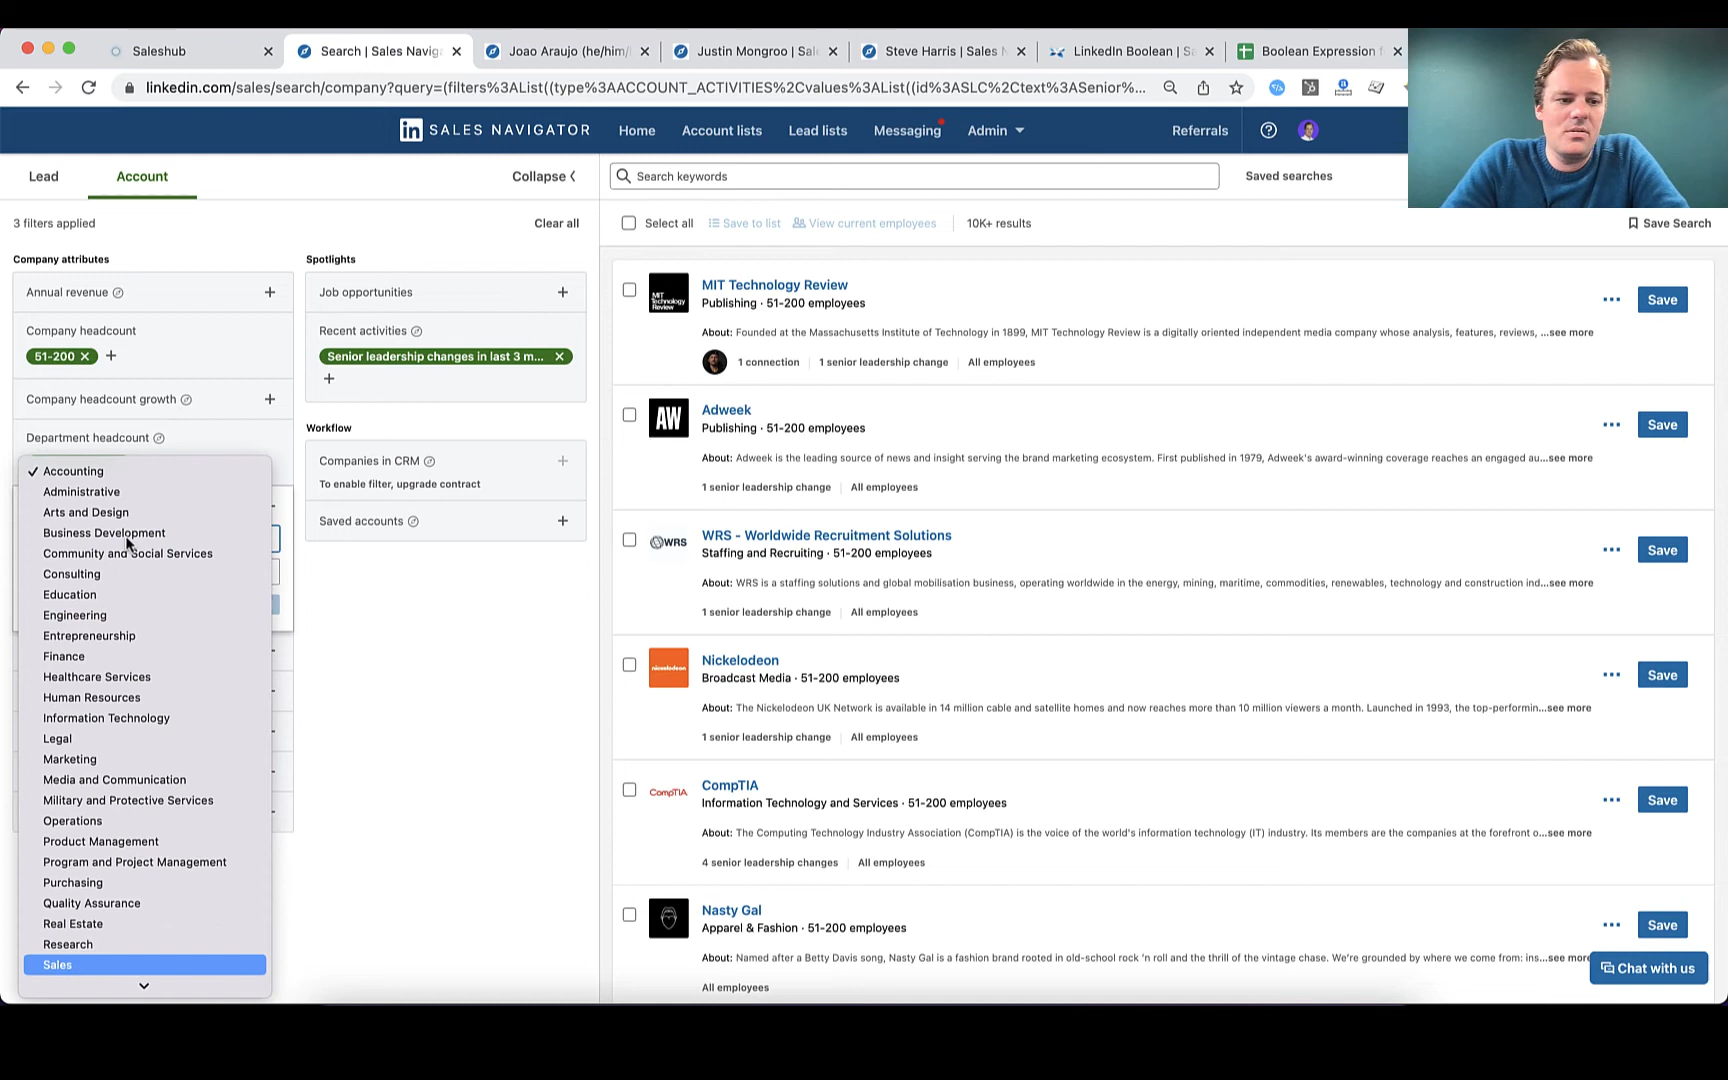 Saleshub
Search | Sales Navig
Joao Araujo (he/him/
Justin Mongroo | Sal
Steve Harris | Sales N
LinkedIn Boolean | S
Boolean Expression f
linkedin.com/sales/search/company?query=(filters%3AList((type%3AACCOUNT_ACTIVITIES%2Cvalues%3AList((id%3ASLC%2Ctext%3ASenior%...
in SALES NAVIGATOR
Home
Account lists
Lead lists
Messaging
Admin
Referrals
Lead
Account
Collapse
Search keywords
Saved searches
3 filters applied
Clear all
Select all
Save to list
View current employees
10K+ results
Save Search
Company attributes
Annual revenue
Company headcount
51-200
Company headcount growth
Department headcount
Accounting
Administrative
Arts and Design
Business Development
Community and Social Services
Consulting
Education
Engineering
Entrepreneurship
Finance
Healthcare Services
Human Resources
Information Technology
Legal
Marketing
Media and Communication
Military and Protective Services
Operations
Product Management
Program and Project Management
Purchasing
Quality Assurance
Real Estate
Research
Sales
Spotlights
Job opportunities
Recent activities
Senior leadership changes in last 3 m...
Workflow
Companies in CRM
To enable filter, upgrade contract
Saved accounts
MIT Technology Review
MIT Technology Review
Publishing · 51-200 employees
Save
About: Founded at the Massachusetts Institute of Technology in 1899, MIT Technology Review is a digitally oriented independent media company whose analysis, features, reviews, ...see more
1 connection
1 senior leadership change
All employees
AW
Adweek
Publishing · 51-200 employees
Save
About: Adweek is the leading source of news and insight serving the brand marketing ecosystem. First published in 1979, Adweek's award-winning coverage reaches an engaged au...see more
1 senior leadership change
All employees
WRS
WRS - Worldwide Recruitment Solutions
Staffing and Recruiting · 51-200 employees
Save
About: WRS is a staffing solutions and global mobilisation business, operating worldwide in the energy, mining, maritime, commodities, renewables, technology and construction ind...see more
1 senior leadership change
All employees
nickelodeon
Nickelodeon
Broadcast Media · 51-200 employees
Save
About: The Nickelodeon UK Network is available in 14 million cable and satellite homes and now reaches more than 10 million viewers a month. Launched in 1993, the top-performin...see more
1 senior leadership change
All employees
CompTIA
CompTIA
Information Technology and Services · 51-200 employees
Save
About: The Computing Technology Industry Association (CompTIA) is the voice of the world's information technology (IT) industry. Its members are the companies at the forefront o...see more
4 senior leadership changes
All employees
Nasty Gal
Apparel & Fashion · 51-200 employees
Save
About: Named after a Betty Davis song, Nasty Gal is a fashion brand rooted in old-school rock 'n roll and the thrill of the vintage chase. We're grounded by where we come from: ins...see more
All employees
Chat with us